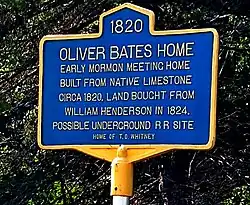 1820
OLIVER BATES HOME
EARLY MORMON MEETING HOME
BUILT FROM NATIVE LIMESTONE
CIRCA 1820. LAND BOUGHT FROM
WILLIAM HENDERSON IN 1824.
POSSIBLE UNDERGROUND R R SITE
HOME OF T. O. WHITNEY